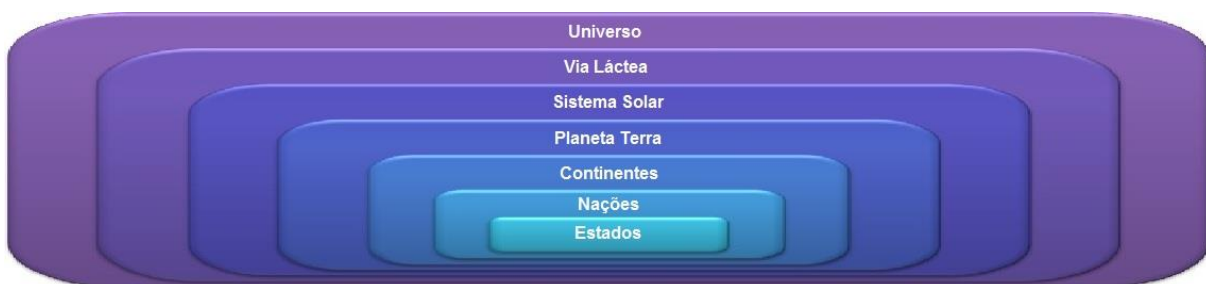 Universo
Via Láctea
Sistema Solar
Planeta Terra
Continentes
Nações
Estados